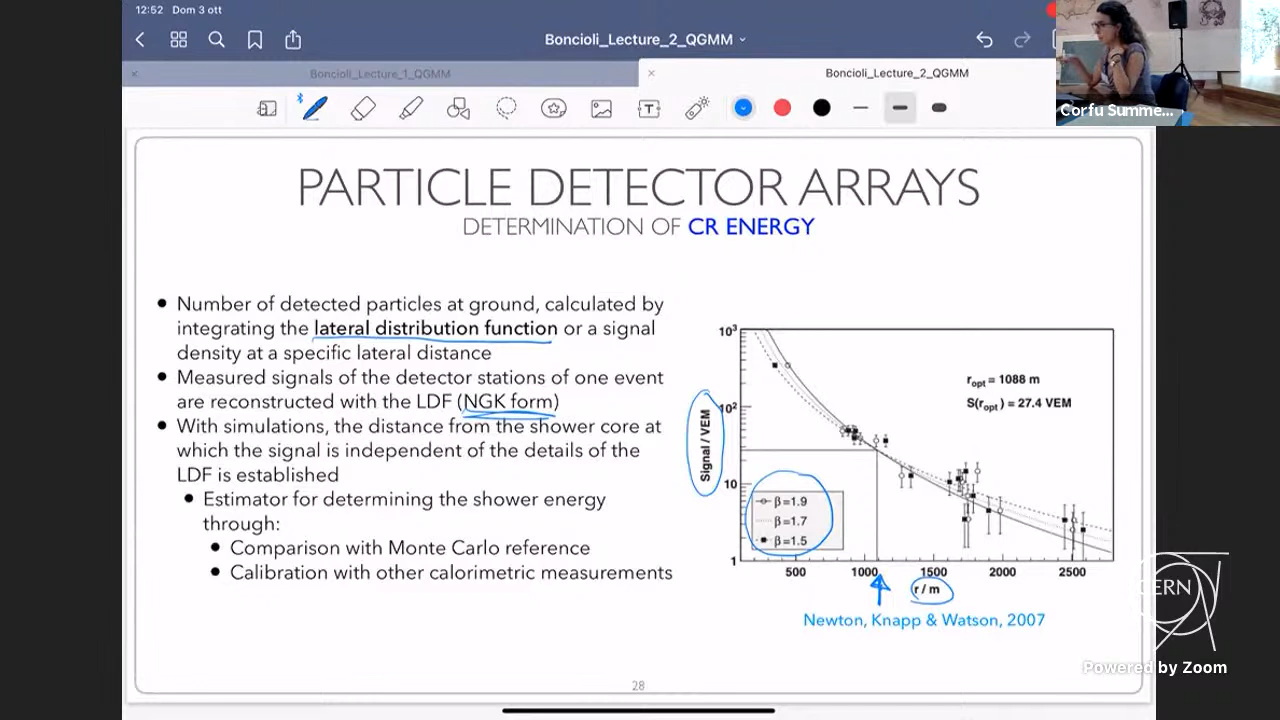 12:52 Dom 3 ott
Boncioli_Lecture_2_QGMM
Boncioli_Lecture_1_QGMM
Boncioli_Lecture_2_QGMM
Corfu Summe...
PARTICLE DETECTOR ARRAYS
DETERMINATION OF CR ENERGY
Number of detected particles at ground, calculated by
integrating the lateral distribution function or a signal
density at a specific lateral distance
Measured signals of the detector stations of one event
are reconstructed with the LDF (NGK form)
With simulations, the distance from the shower core at
which the signal is independent of the details of the
LDF is established
Estimator for determining the shower energy
through:
Comparison with Monte Carlo reference
Calibration with other calorimetric measurements
10³
10²
10
1
Signal / VEM
r_opt = 1088 m
S(r_opt) = 27.4 VEM
β=1.9
β=1.7
β=1.5
500 1000 1500 2000 2500
r / m
Newton, Knapp & Watson, 2007
28
CERN
Powered by Zoom